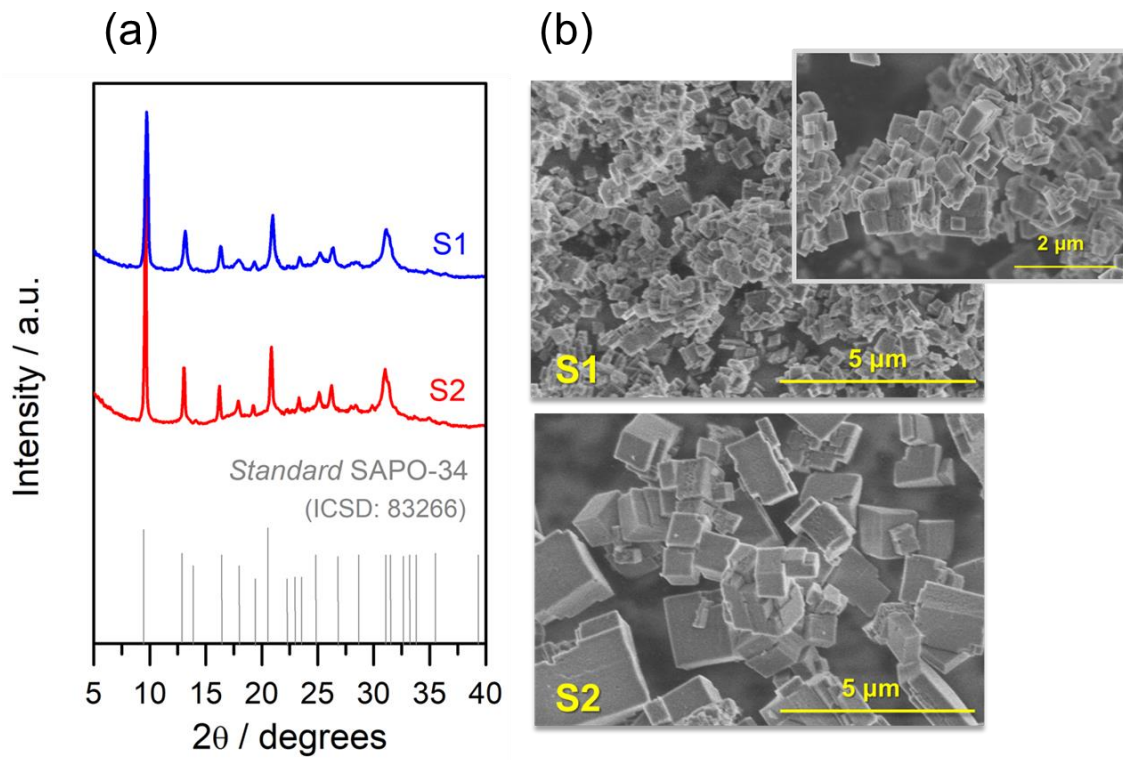 (a)
(b)
Intensity / a.u.
S1
S2
Standard SAPO-34
(ICSD: 83266)
5 10 15 20 25 30 35 40
2θ / degrees
2 µm
S1
5 µm
S2
5 µm